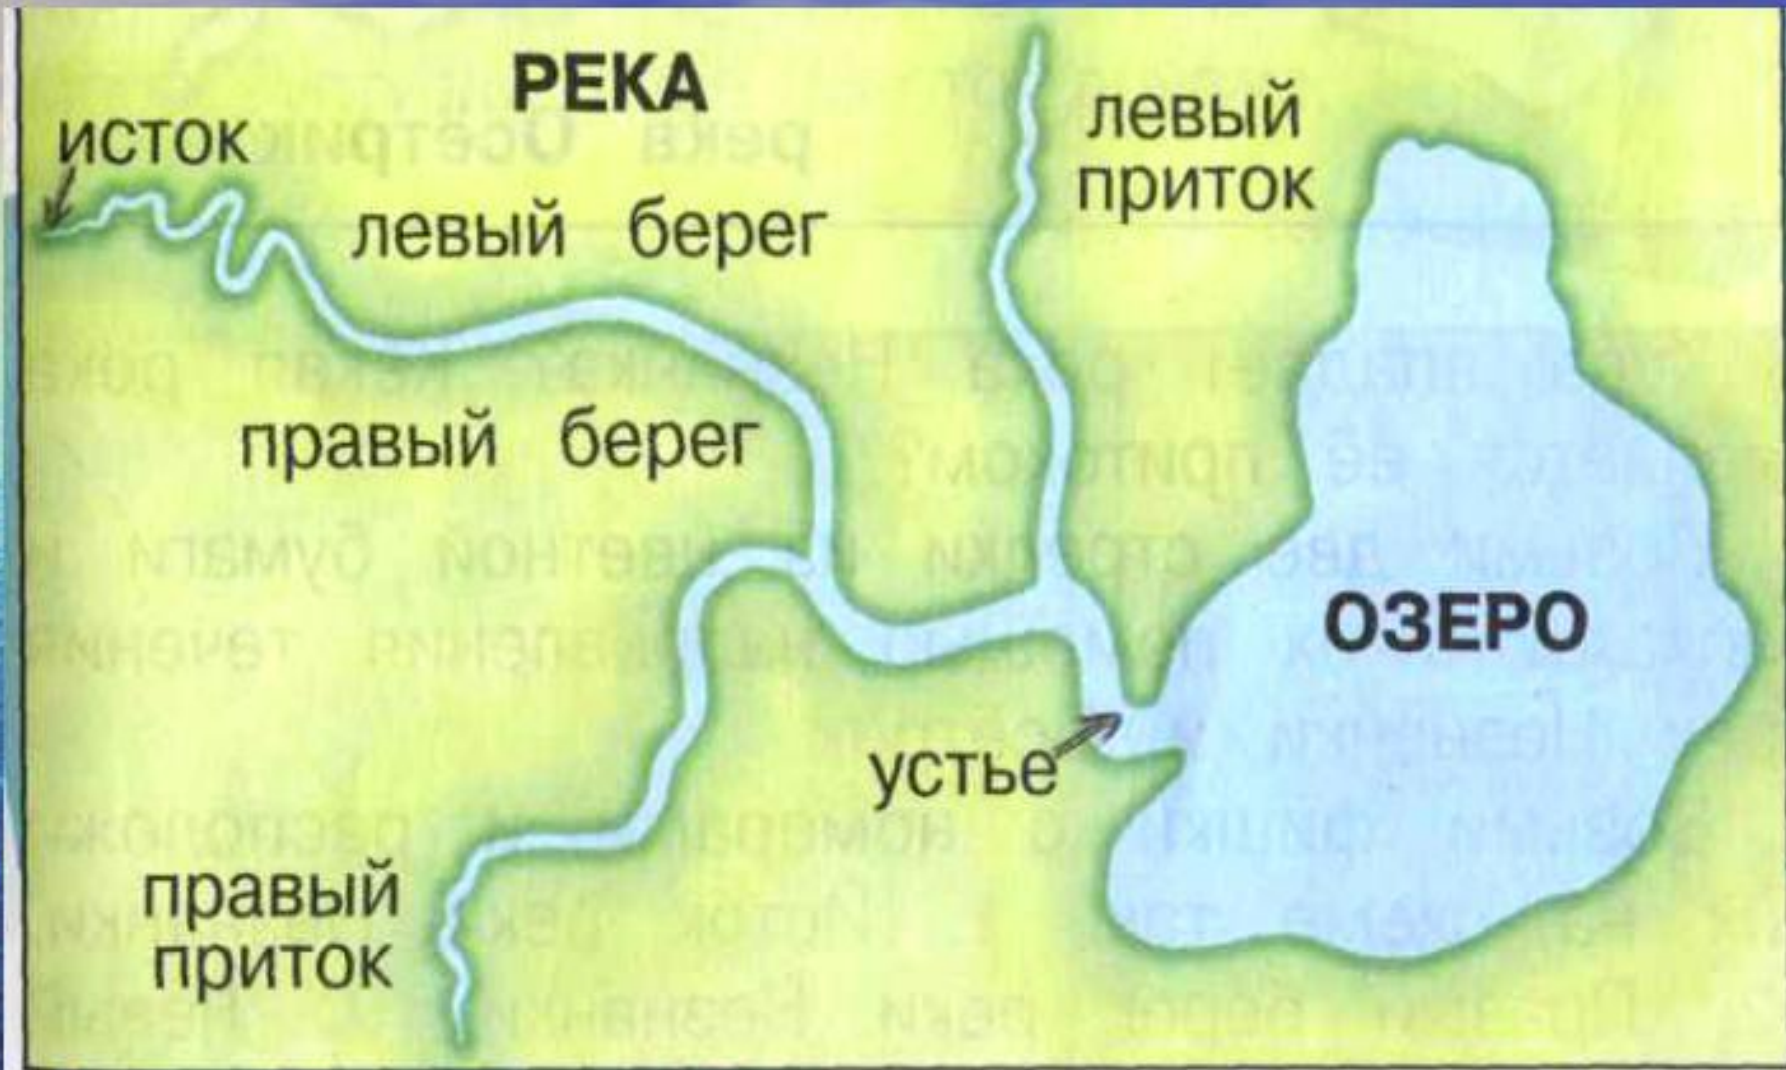 РЕКА
исток
левый
приток
левый берег
правый берег
ОЗЕРО
устье
правый
приток